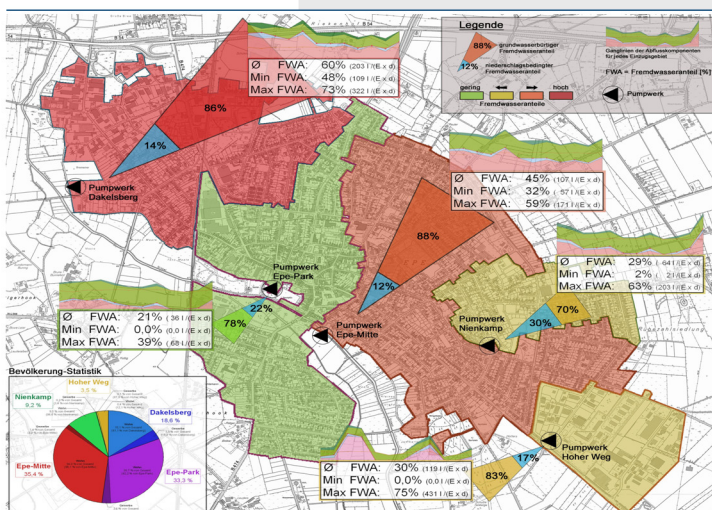 Legende
88%
grundwasserbürtiger
Fremdwasseranteil
12%
niederschlagsbedingter
Fremdwasseranteil
gering
hoch
Fremdwasseranteile
Ganglinien der Abflusskomponenten
für jedes Einzugsgebiet
FWA = Fremdwasseranteil [%]
Pumpwerk
Ø FWA: 60% (203 l/(E x d)
Min FWA: 48% (109 l/(E x d)
Max FWA: 73% (322 l/(E x d)
86%
14%
Pumpwerk
Dakelsberg
Ø FWA: 45% (107 l/(E x d)
Min FWA: 32% ( 57 l/(E x d)
Max FWA: 59% (171 l/(E x d)
88%
12%
Pumpwerk
Epe-Mitte
Ø FWA: 29% ( 64 l/(E x d)
Min FWA: 2% ( 2 l/(E x d)
Max FWA: 63% (203 l/(E x d)
70%
30%
Pumpwerk
Nienkamp
Pumpwerk
Epe-Park
22%
78%
Ø FWA: 21% ( 36 l/(E x d)
Min FWA: 0,0% (0,0 l/(E x d)
Max FWA: 39% ( 68 l/(E x d)
Pumpwerk
Hoher Weg
17%
83%
Ø FWA: 30% (119 l/(E x d)
Min FWA: 0,0% (0,0 l/(E x d)
Max FWA: 75% (431 l/(E x d)
Bevölkerung-Statistik
Hoher Weg
3,5 %
Nienkamp
9,2 %
Dakelsberg
18,6 %
Epe-Mitte
35,4 %
Epe-Park
33,3 %